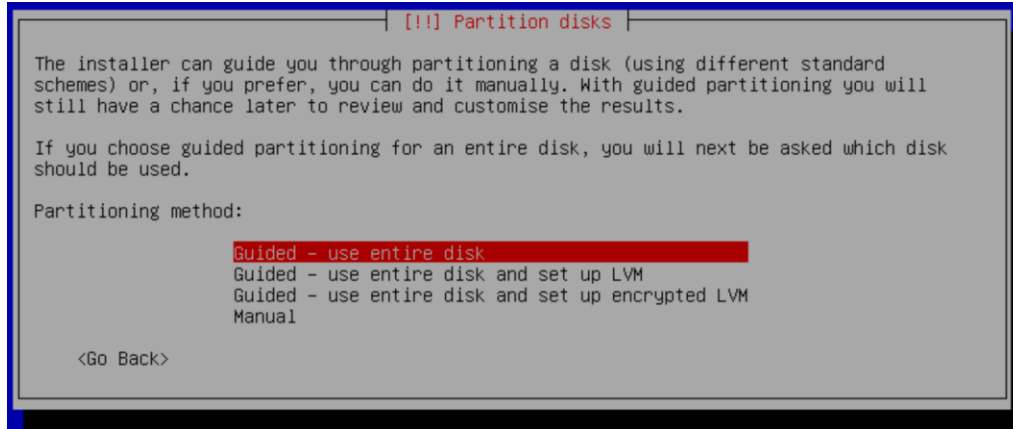 [!!] Partition disks
The installer can guide you through partitioning a disk (using different standard
schemes) or, if you prefer, you can do it manually. With guided partitioning you will
still have a chance later to review and customise the results.
If you choose guided partitioning for an entire disk, you will next be asked which disk
should be used.
Partitioning method:
Guided – use entire disk
Guided – use entire disk and set up LVM
Guided – use entire disk and set up encrypted LVM
Manual
<Go Back>